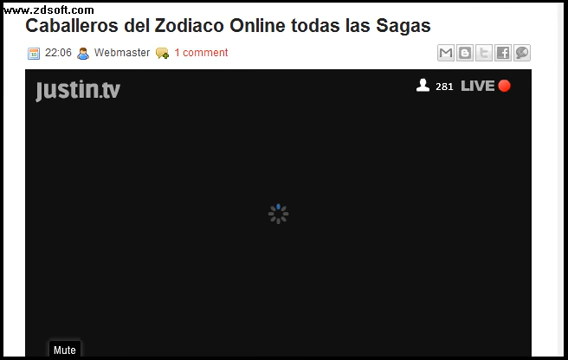 www.zdsoft.com
Caballeros del Zodiaco Online todas las Sagas
22:06 Webmaster 1 comment
Justin.tv 281 LIVE
Mute